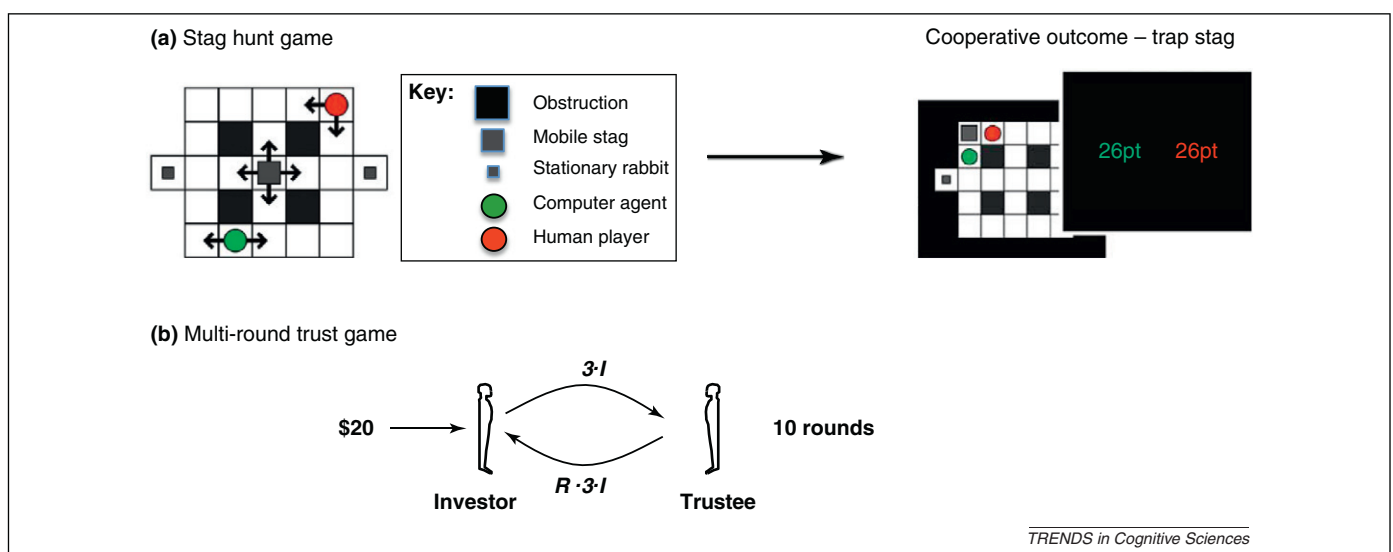 (a) Stag hunt game
Cooperative outcome – trap stag
Key:
Obstruction
Mobile stag
Stationary rabbit
Computer agent
Human player
26pt 26pt
(b) Multi-round trust game
3·I
$20
10 rounds
R ·3·I
Investor
Trustee
TRENDS in Cognitive Sciences